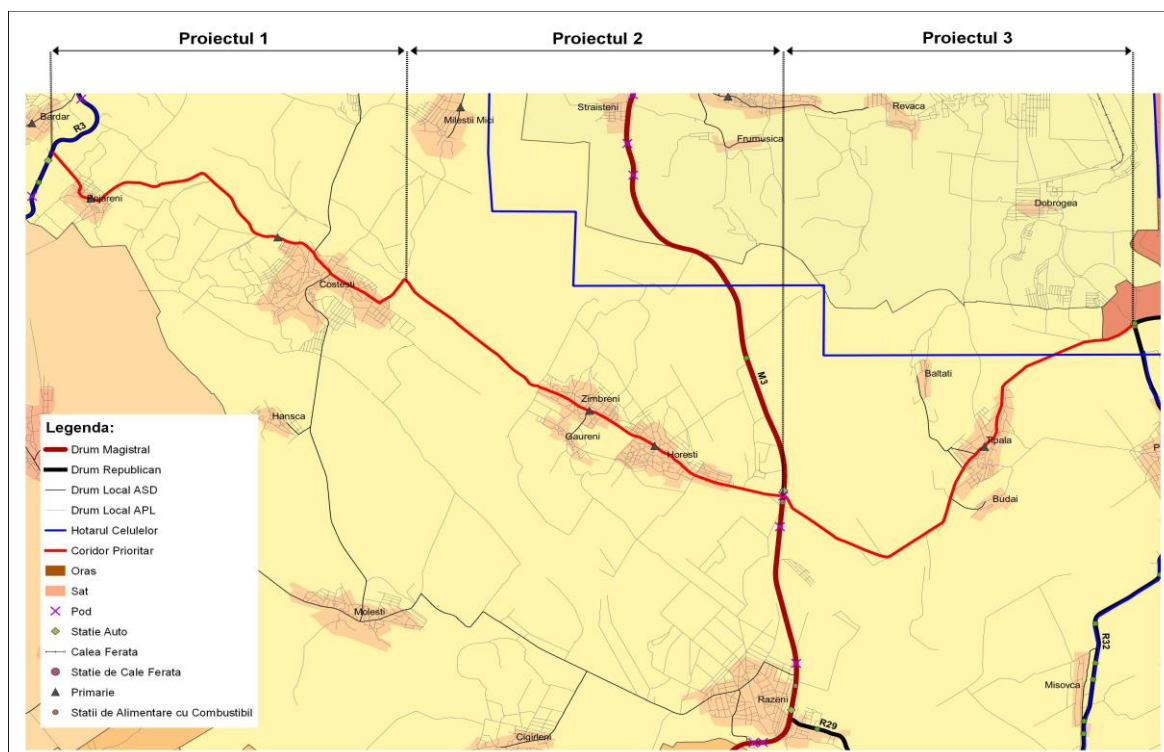 Proiectul 1
Proiectul 2
Proiectul 3
Bardar
R3
Milestii Mici
Straisteni
Frumusica
Revaca
Dobrogea
Costesti
M3
Baltati
Hansca
Zimbreni
Gaureni
Horesti
Tipala
Budai
Legenda:
Drum Magistral
Drum Republican
Drum Local ASD
Drum Local APL
Hotarul Celulelor
Coridor Prioritar
Oras
Sat
Pod
Statie Auto
Calea Ferata
Statie de Cale Ferata
Primarie
Statii de Alimentare cu Combustibil
Molesti
Cigirleni
Razeni
R29
R32
Misovca
P